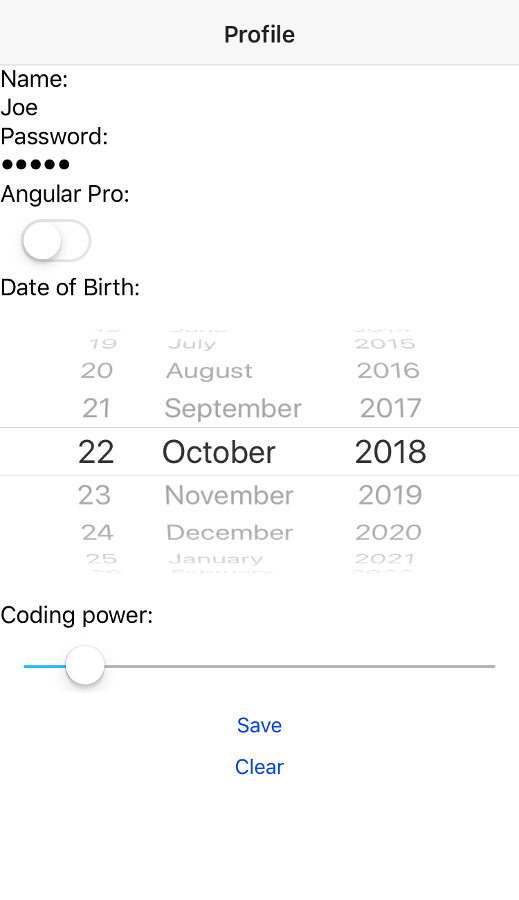 Profile
Name:
Joe
Password:
●●●●●
Angular Pro:
Date of Birth:
19 July 2015
20 August 2016
21 September 2017
22 October 2018
23 November 2019
24 December 2020
25 January 2021
Coding power:
Save
Clear